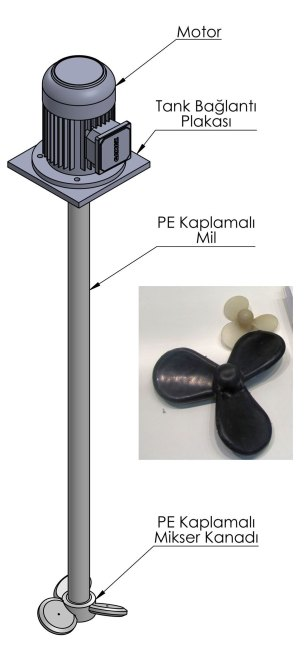 Motor
Tank Bağlantı
Plakası
PE Kaplamalı
Mil
PE Kaplamalı
Mikser Kanadı